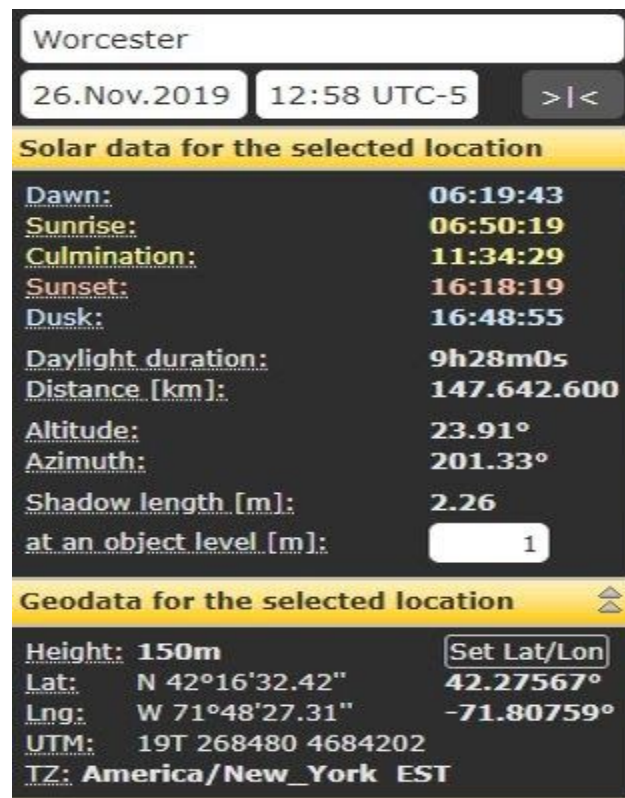 Worcester
26.Nov.2019 12:58 UTC-5 >|<
Solar data for the selected location
Dawn: 06:19:43
Sunrise: 06:50:19
Culmination: 11:34:29
Sunset: 16:18:19
Dusk: 16:48:55
Daylight duration: 9h28m0s
Distance [km]: 147.642.600
Altitude: 23.91°
Azimuth: 201.33°
Shadow length [m]: 2.26
at an object level [m]: 1
Geodata for the selected location
Height: 150m Set Lat/Lon
Lat: N 42°16'32.42'' 42.27567°
Lng: W 71°48'27.31'' -71.80759°
UTM: 19T 268480 4684202
TZ: America/New_York EST